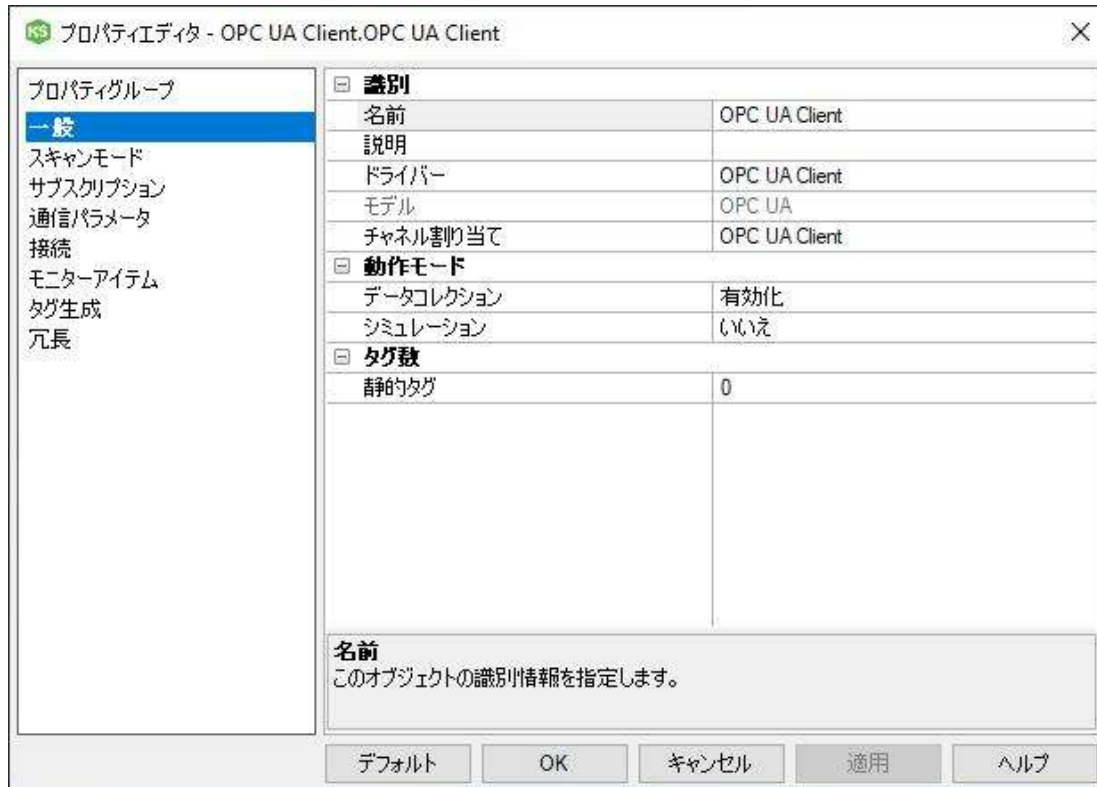 KS プロパティエディタ - OPC UA Client.OPC UA Client
プロパティグループ
一般
スキャンモード
サブスクリプション
通信パラメータ
接続
モニターアイテム
タグ生成
冗長
識別
名前 OPC UA Client
説明
ドライバー OPC UA Client
モデル OPC UA
チャネル割り当て OPC UA Client
動作モード
データコレクション 有効化
シミュレーション いいえ
タグ数
静的タグ 0
名前
このオブジェクトの識別情報を指定します。
デフォルト OK キャンセル 適用 ヘルプ